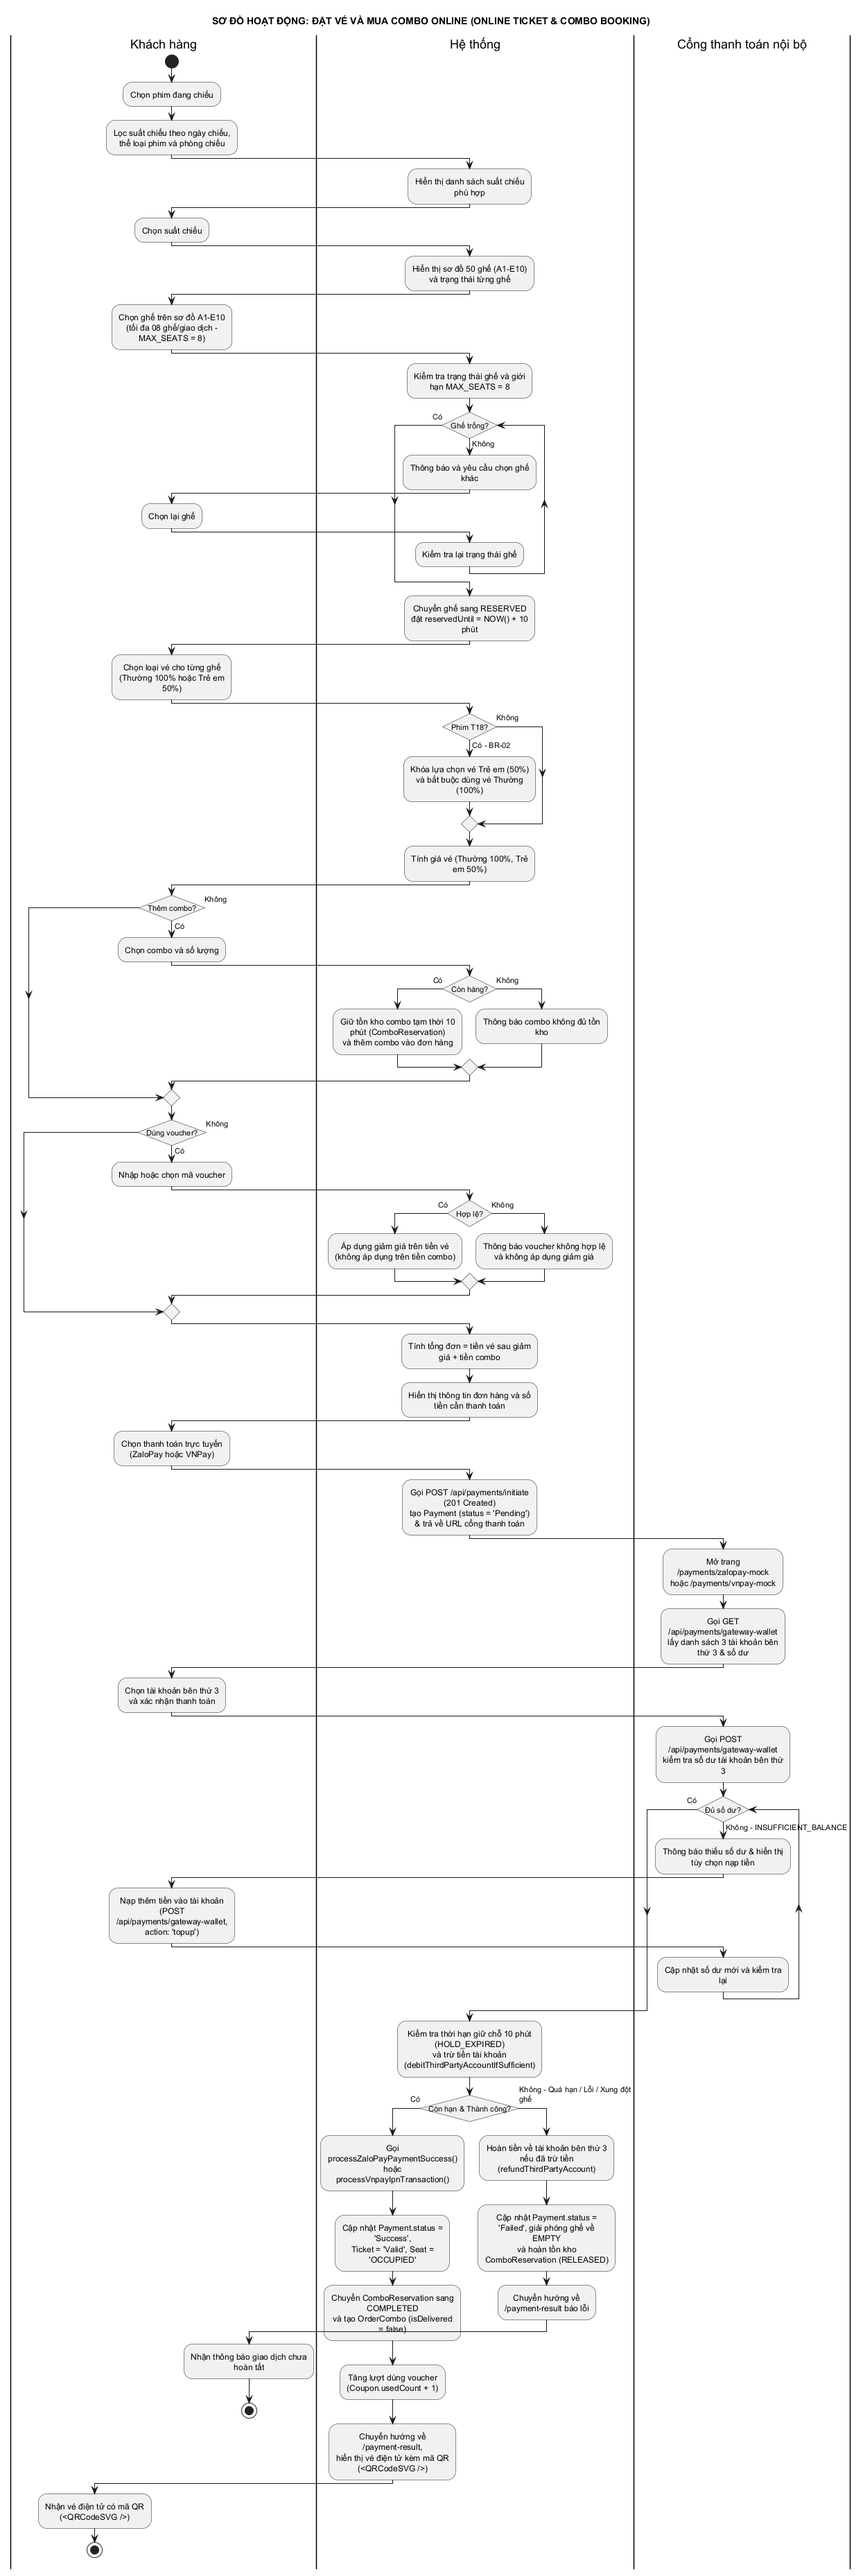 SƠ ĐỒ HOẠT ĐỘNG: ĐẶT VÉ VÀ MUA COMBO ONLINE (ONLINE TICKET & COMBO BOOKING)
Khách hàng
Hệ thống
Cổng thanh toán nội bộ
Chọn phim đang chiếu
Lọc suất chiếu theo ngày chiếu,
thể loại phim và phòng chiếu
Hiển thị danh sách suất chiếu
phù hợp
Chọn suất chiếu
Hiển thị sơ đồ 50 ghế (A1-E10)
và trạng thái từng ghế
Chọn ghế trên sơ đồ A1-E10
(tối đa 08 ghế/giao dịch -
MAX_SEATS = 8)
Kiểm tra trạng thái ghế và giới
hạn MAX_SEATS = 8
Có
Ghế trống?
Không
Thông báo và yêu cầu chọn ghế
khác
Chọn lại ghế
Kiểm tra lại trạng thái ghế
Chuyển ghế sang RESERVED
đặt reservedUntil = NOW() + 10
phút
Chọn loại vé cho từng ghế
(Thường 100% hoặc Trẻ em
50%)
Phim T18?
Không
Có - BR-02
Khóa lựa chọn vé Trẻ em (50%)
và bắt buộc dùng vé Thường
(100%)
Tính giá vé (Thường 100%, Trẻ
em 50%)
Thêm combo?
Không
Có
Chọn combo và số lượng
Có
Còn hàng?
Không
Giữ tồn kho combo tạm thời 10
phút (ComboReservation)
và thêm combo vào đơn hàng
Thông báo combo không đủ tồn
kho
Dùng voucher?
Không
Có
Nhập hoặc chọn mã voucher
Có
Hợp lệ?
Không
Áp dụng giảm giá trên tiền vé
(không áp dụng trên tiền combo)
Thông báo voucher không hợp lệ
và không áp dụng giảm giá
Tính tổng đơn = tiền vé sau giảm
giá + tiền combo
Hiển thị thông tin đơn hàng và số
tiền cần thanh toán
Chọn thanh toán trực tuyến
(ZaloPay hoặc VNPay)
Gọi POST /api/payments/initiate
(201 Created)
tạo Payment (status = 'Pending')
& trả về URL cổng thanh toán
Mở trang
/payments/zalopay-mock
hoặc /payments/vnpay-mock
Gọi GET
/api/payments/gateway-wallet
lấy danh sách 3 tài khoản bên
thứ 3 & số dư
Chọn tài khoản bên thứ 3
và xác nhận thanh toán
Gọi POST
/api/payments/gateway-wallet
kiểm tra số dư tài khoản bên thứ
3
Có
Đủ số dư?
Không - INSUFFICIENT_BALANCE
Thông báo thiếu số dư & hiển thị
tùy chọn nạp tiền
Nạp thêm tiền vào tài khoản
(POST
/api/payments/gateway-wallet,
action: 'topup')
Cập nhật số dư mới và kiểm tra
lại
Kiểm tra thời hạn giữ chỗ 10 phút
(HOLD_EXPIRED)
và trừ tiền tài khoản
(debitThirdPartyAccountIfSufficient)
Có
Còn hạn & Thành công?
Không - Quá hạn / Lỗi / Xung đột
ghế
Gọi
processZaloPayPaymentSuccess()
hoặc
processVnpayIpnTransaction()
Hoàn tiền về tài khoản bên thứ 3
nếu đã trừ tiền
(refundThirdPartyAccount)
Cập nhật Payment.status =
'Success',
Ticket = 'Valid', Seat =
'OCCUPIED'
Cập nhật Payment.status =
'Failed', giải phóng ghế về
EMPTY
và hoàn tồn kho
ComboReservation (RELEASED)
Chuyển ComboReservation sang
COMPLETED
và tạo OrderCombo (isDelivered
= false)
Chuyển hướng về
/payment-result báo lỗi
Nhận thông báo giao dịch chưa
hoàn tất
Tăng lượt dùng voucher
(Coupon.usedCount + 1)
Chuyển hướng về
/payment-result,
hiển thị vé điện tử kèm mã QR
(<QRCodeSVG />)
Nhận vé điện tử có mã QR
(<QRCodeSVG />)